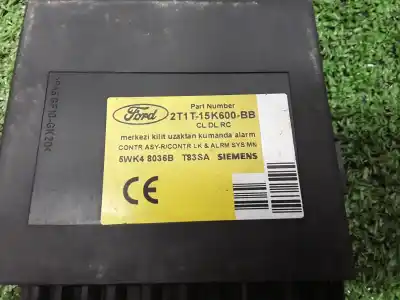 Ford
Part Number
2T1T-15K600-BB
CL DL RC
merkezi kilit uzaktan kumanda alarm
CONTR ASY-R/CONTR LK & ALRM SYS MN
5WK4 8036B T83SA SIEMENS
CE